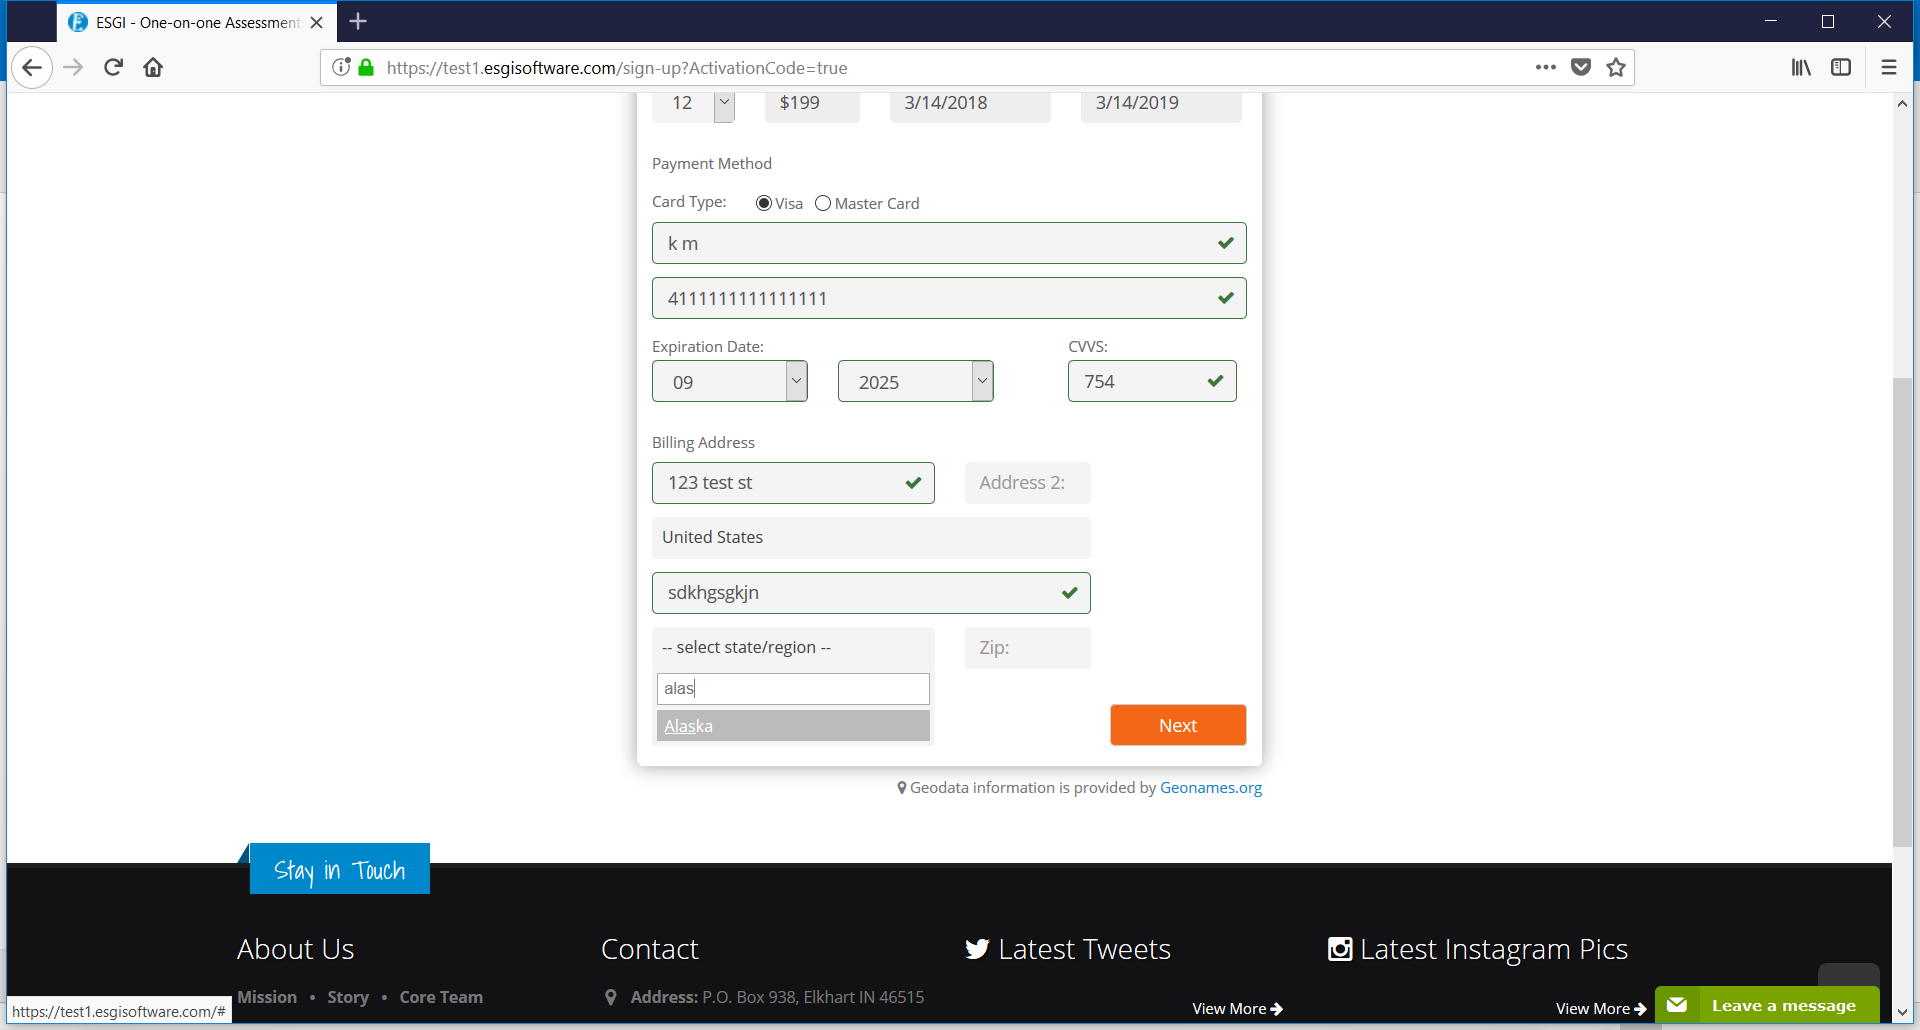 ESGI - One-on-one Assessment
https://test1.esgisoftware.com/sign-up?ActivationCode=true
12 $199 3/14/2018 3/14/2019
Payment Method
Card Type: Visa Master Card
k m
4111111111111111
Expiration Date: CVVS:
09 2025 754
Billing Address
123 test st Address 2:
United States
sdkhgsgkjn
-- select state/region -- Zip:
alas
Alaska
Next
Geodata information is provided by Geonames.org
Stay in Touch
About Us Contact Latest Tweets Latest Instagram Pics
Mission • Story • Core Team Address: P.O. Box 938, Elkhart IN 46515
View More View More Leave a message
https://test1.esgisoftware.com/#